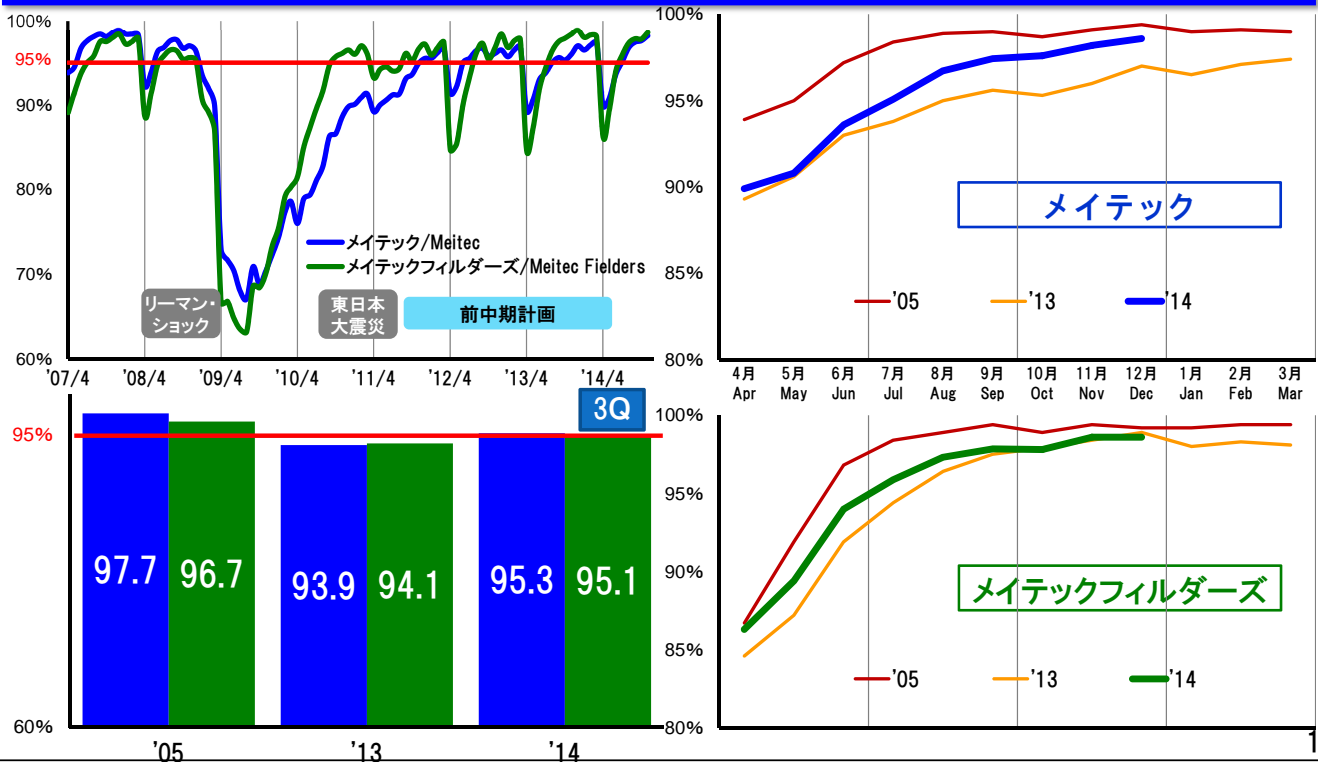 100%
95%
90%
80%
70%
60%
メイテック/Meitec
メイテックフィルダーズ/Meitec Fielders
リーマン・
ショック
東日本
大震災
前中期計画
'07/4 '08/4 '09/4 '10/4 '11/4 '12/4 '13/4 '14/4
100%
95%
90%
85%
80%
メイテック
'05 '13 '14
4月 5月 6月 7月 8月 9月 10月 11月 12月 1月 2月 3月
Apr May Jun Jul Aug Sep Oct Nov Dec Jan Feb Mar
3Q
95%
60%
97.7 96.7 93.9 94.1 95.3 95.1
'05 '13 '14
100%
95%
90%
85%
80%
メイテックフィルダーズ
'05 '13 '14
1